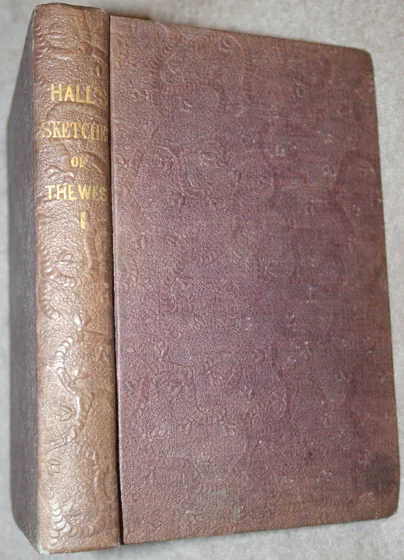 HALL'S
SKETCHES
OF
THE WEST
I